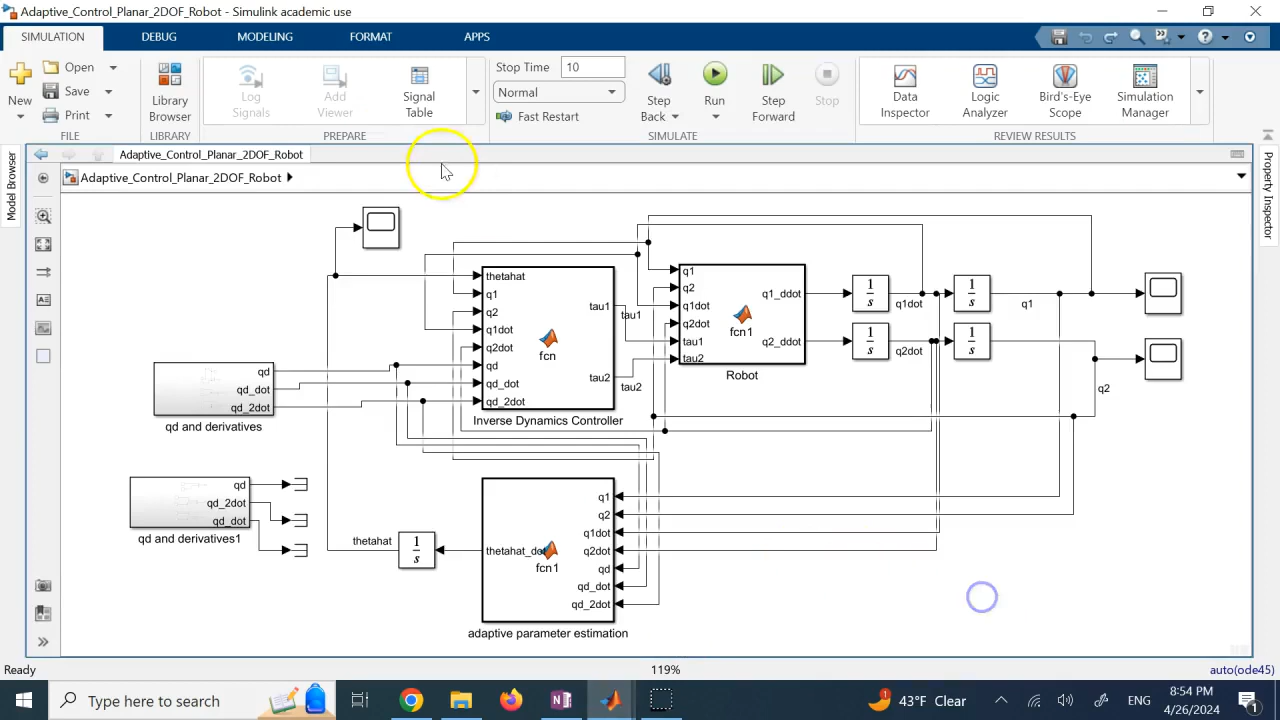 Adaptive_Control_Planar_2DOF_Robot - Simulink academic use
SIMULATION DEBUG MODELING FORMAT APPS
New
Open
Save
Print
FILE
Library Browser
LIBRARY
Log Signals
Add Viewer
Signal Table
PREPARE
Stop Time 10
Normal
Fast Restart
Step Back
Run
Step Forward
Stop
SIMULATE
Data Inspector
Logic Analyzer
Bird's-Eye Scope
Simulation Manager
REVIEW RESULTS
Model Browser
Adaptive_Control_Planar_2DOF_Robot
Adaptive_Control_Planar_2DOF_Robot
Property Inspector
thetahat
q1
q2
q1dot
q2dot
qd
qd_dot
qd_2dot
fcn
tau1
tau2
Inverse Dynamics Controller
tau1
tau2
q1
q2
q1dot
q2dot
tau1
tau2
fcn1
q1_ddot
q2_ddot
Robot
1
s
q1dot
1
s
q1
1
s
q2dot
1
s
q2
qd
qd_dot
qd_2dot
qd and derivatives
qd
qd_2dot
qd_dot
qd and derivatives1
thetahat
1
s
thetahat_dot
fcn1
q1
q2
q1dot
q2dot
qd
qd_dot
qd_2dot
adaptive parameter estimation
Ready 119% auto(ode45)
Type here to search
1
43°F Clear
ENG
8:54 PM
4/26/2024
1